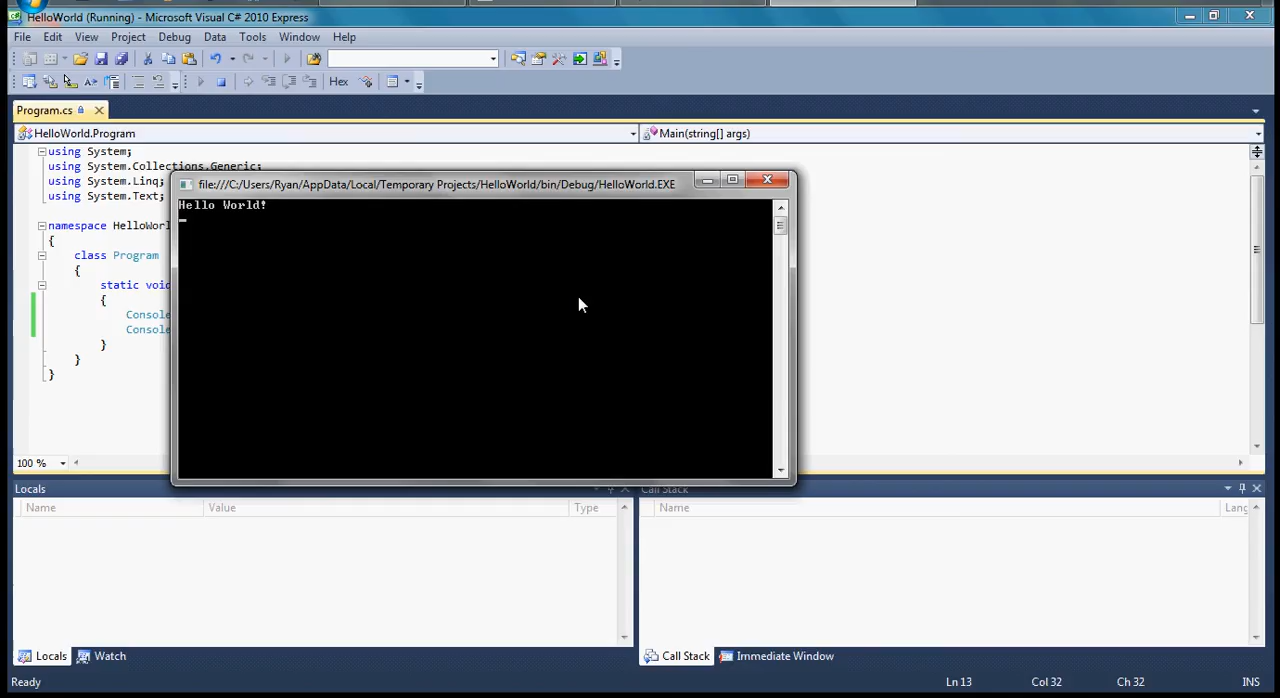 HelloWorld (Running) - Microsoft Visual C# 2010 Express
File Edit View Project Debug Data Tools Window Help
Hex
Program.cs
HelloWorld.Program Main(string[] args)
using System;
using System.Collections.Generic;
using System.Linq;
using System.Text;
namespace HelloWorl
{
class Program
{
static void
{
Console
Console
}
}
}
file:///C:/Users/Ryan/AppData/Local/Temporary Projects/HelloWorld/bin/Debug/HelloWorld.EXE
Hello World!
100 %
Locals Call Stack
Name Value Type Name Lang
Locals Watch Call Stack Immediate Window
Ready Ln 13 Col 32 Ch 32 INS